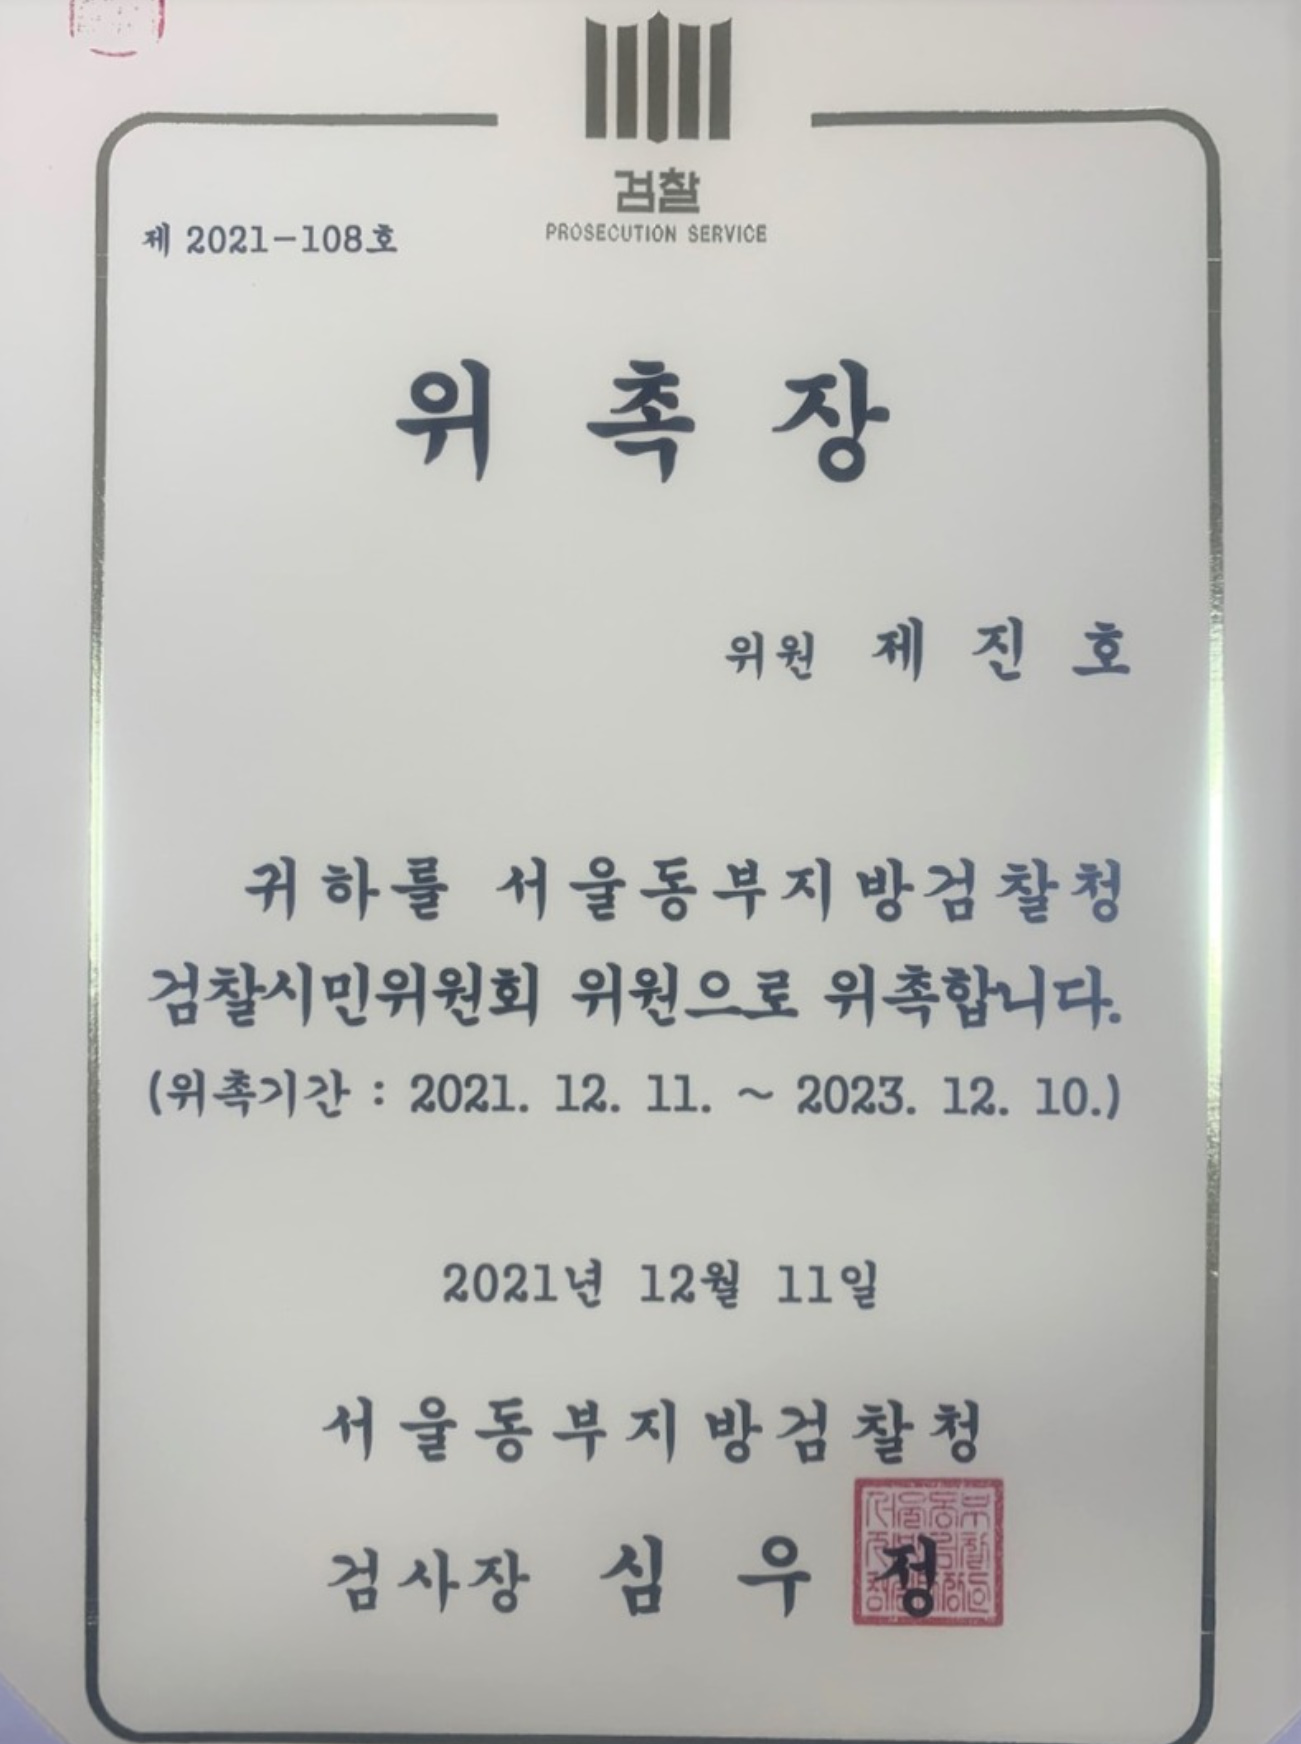 검찰
PROSECUTION SERVICE
제 2021-108호
위 촉 장
위원 제 진 호
귀하를 서울동부지방검찰청
검찰시민위원회 위원으로 위촉합니다.
(위촉기간 : 2021. 12. 11. ~ 2023. 12. 10.)
2021년 12월 11일
서울동부지방검찰청
검사장 심 우 정